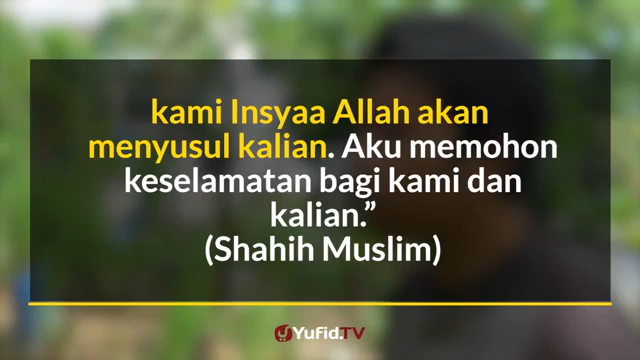 kami Insyaa Allah akan
menyusul kalian. Aku memohon
keselamatan bagi kami dan
kalian.”
(Shahih Muslim)
Yufid.TV